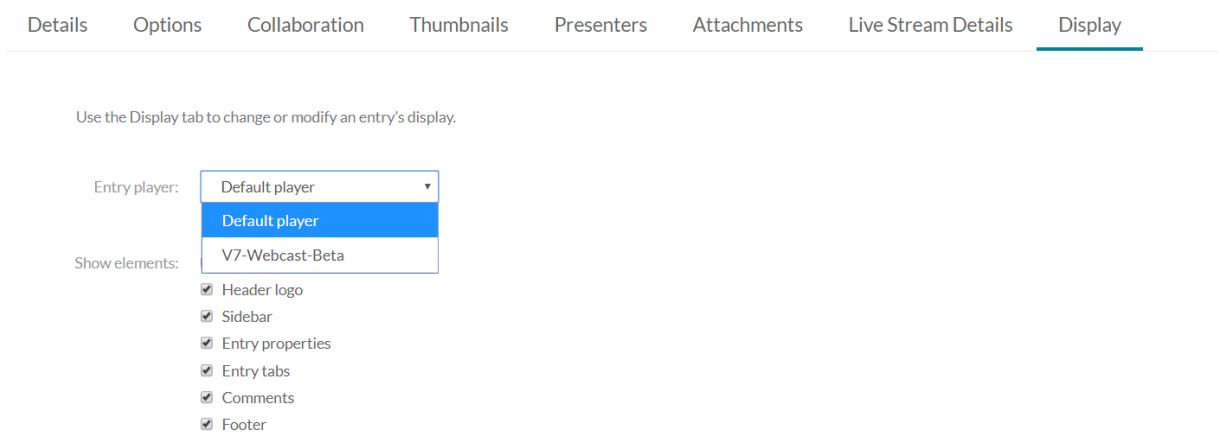 Details Options Collaboration Thumbnails Presenters Attachments Live Stream Details Display
Use the Display tab to change or modify an entry's display.
Entry player: Default player
Default player
V7-Webcast-Beta
Show elements:
Header logo
Sidebar
Entry properties
Entry tabs
Comments
Footer